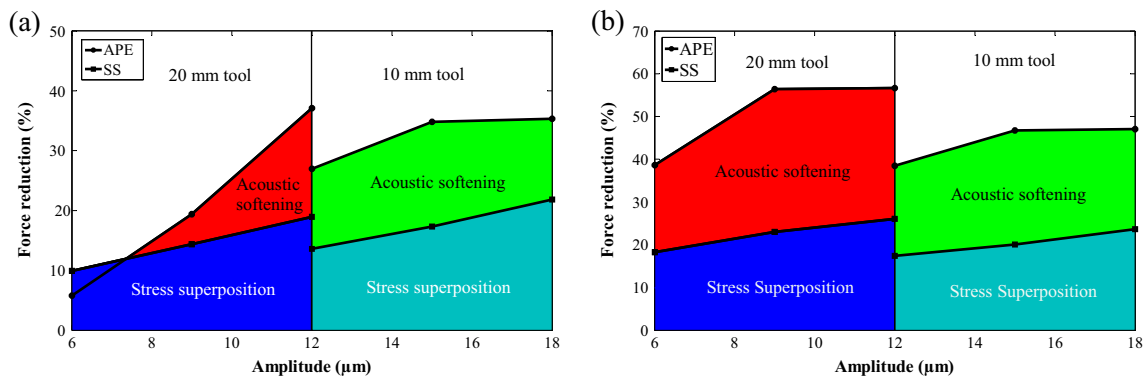 (a)
50
40
30
20
10
0
Force reduction (%)
APE
SS
20 mm tool
10 mm tool
Acoustic
softening
Acoustic softening
Stress superposition
Stress superposition
6 8 10 12 14 16 18
Amplitude (µm)
(b)
70
60
50
40
30
20
10
0
Force reduction (%)
APE
SS
20 mm tool
10 mm tool
Acoustic softening
Acoustic softening
Stress Superposition
Stress Superposition
6 8 10 12 14 16 18
Amplitude (µm)